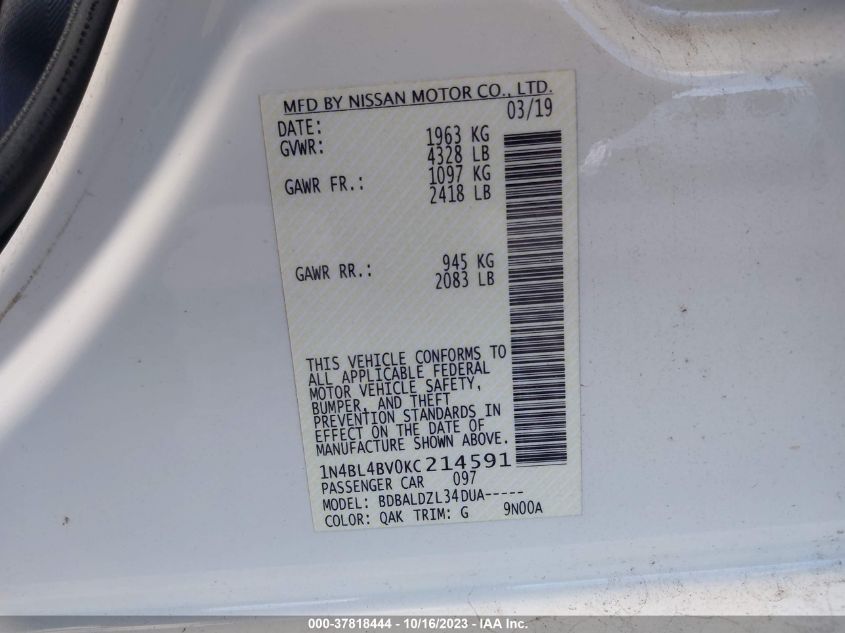 MFD BY NISSAN MOTOR CO., LTD.
DATE: 03/19
GVWR: 1963 KG
4328 LB
GAWR FR.: 1097 KG
2418 LB
GAWR RR.: 945 KG
2083 LB
THIS VEHICLE CONFORMS TO
ALL APPLICABLE FEDERAL
MOTOR VEHICLE SAFETY,
BUMPER, AND THEFT
PREVENTION STANDARDS IN
EFFECT ON THE DATE OF
MANUFACTURE SHOWN ABOVE.
1N4BL4BV0KC214591
PASSENGER CAR 097
MODEL: BDBALDZL34DUA-----
COLOR: QAK TRIM: G 9N00A
000-37818444 - 10/16/2023 - IAA Inc.